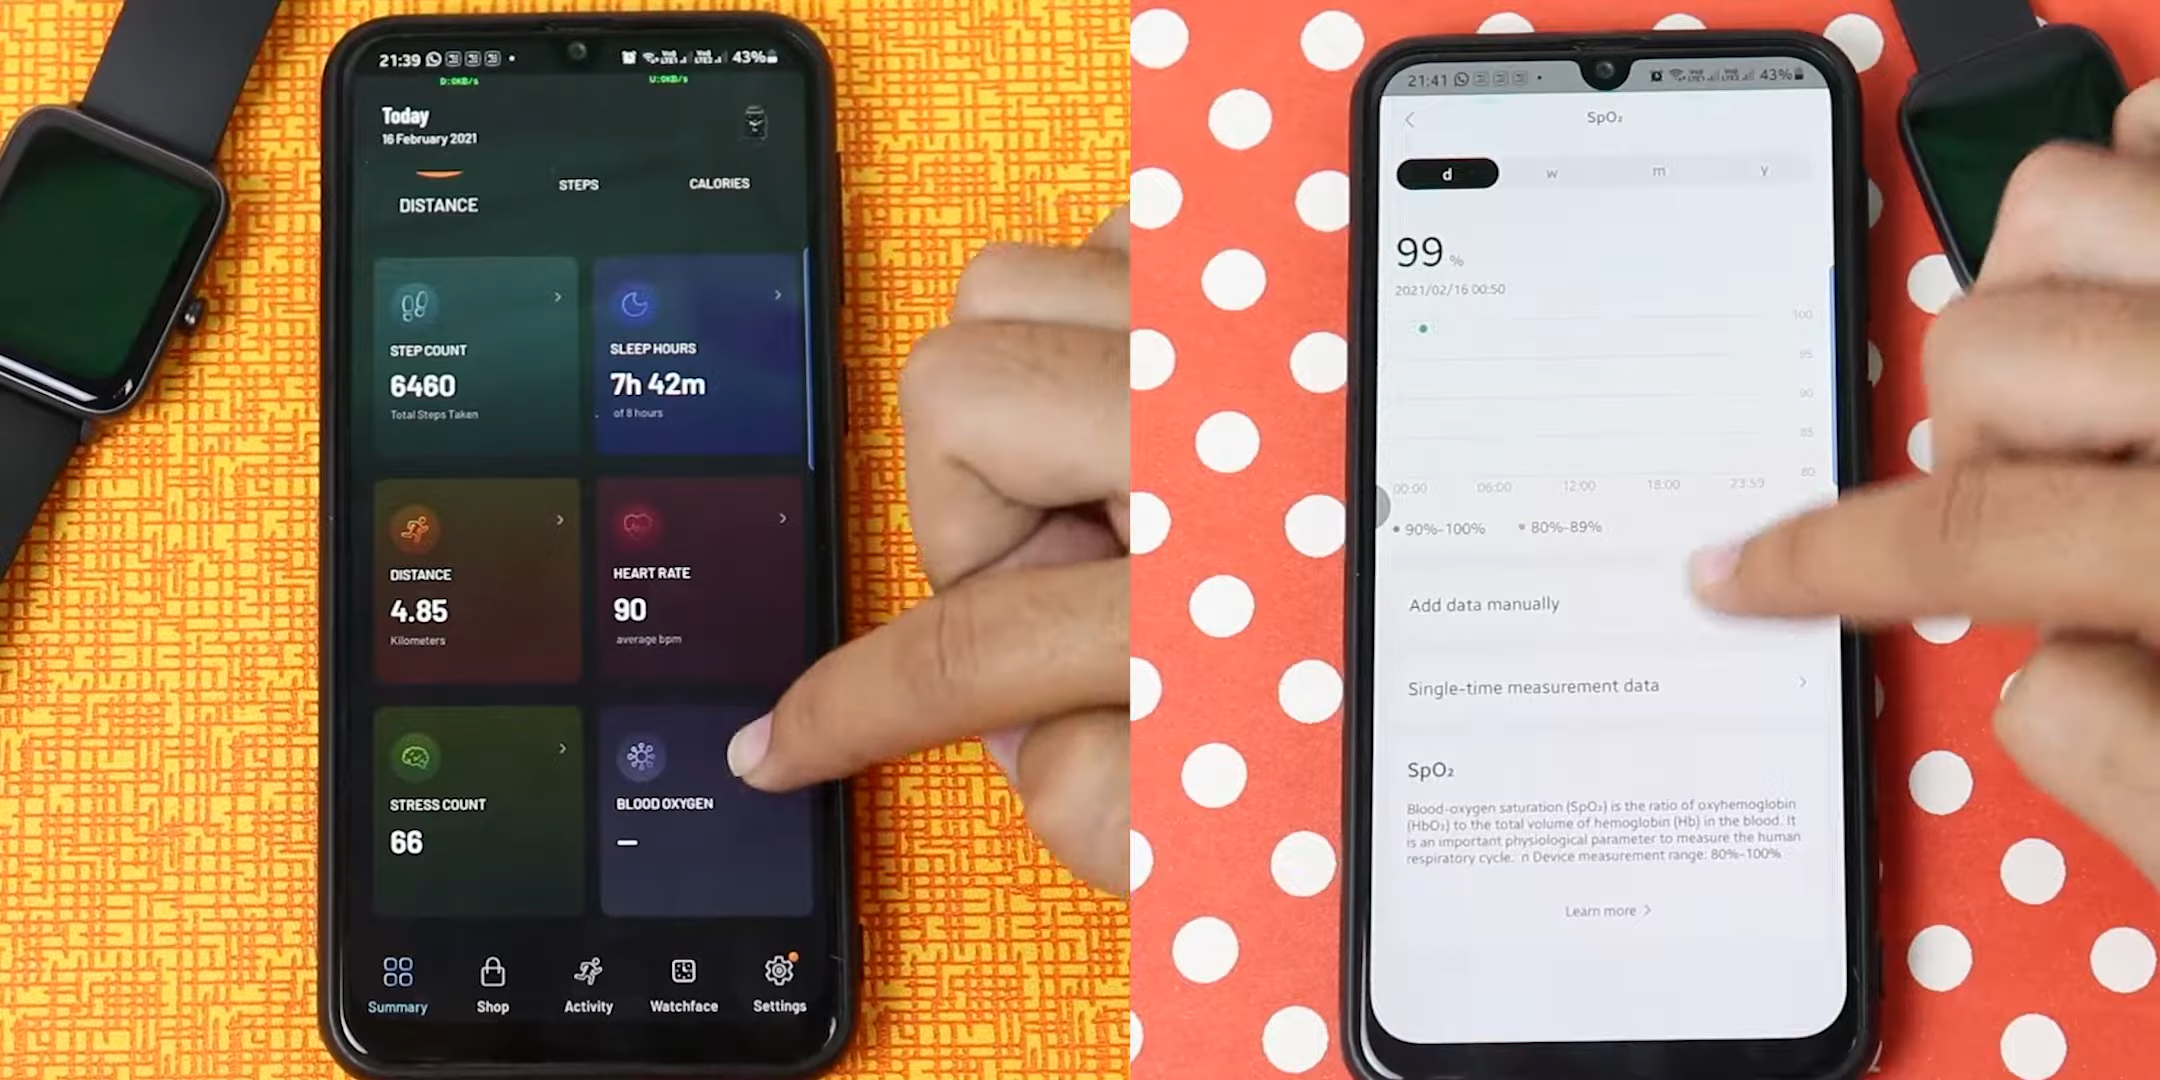 21:39
43%
D:0KB/s
U:0KB/s
Today
16 February 2021
STEPS
CALORIES
DISTANCE
STEP COUNT
6460
Total Steps Taken
SLEEP HOURS
7h 42m
of 8 hours
DISTANCE
4.85
Kilometers
HEART RATE
90
average bpm
STRESS COUNT
66
BLOOD OXYGEN
—
Summary
Shop
Activity
Watchface
Settings
21:41
43%
SpO₂
d
w
m
y
99 %
2021/02/16 00:50
100
95
90
85
80
00:00 06:00 12:00 18:00 23:59
90%-100%
80%-89%
Add data manually
Single-time measurement data
SpO₂
Blood-oxygen saturation (SpO₂) is the ratio of oxyhemoglobin
(HbO₂) to the total volume of hemoglobin (Hb) in the blood. It
is an important physiological parameter to measure the human
respiratory cycle. n Device measurement range: 80%-100%
Learn more